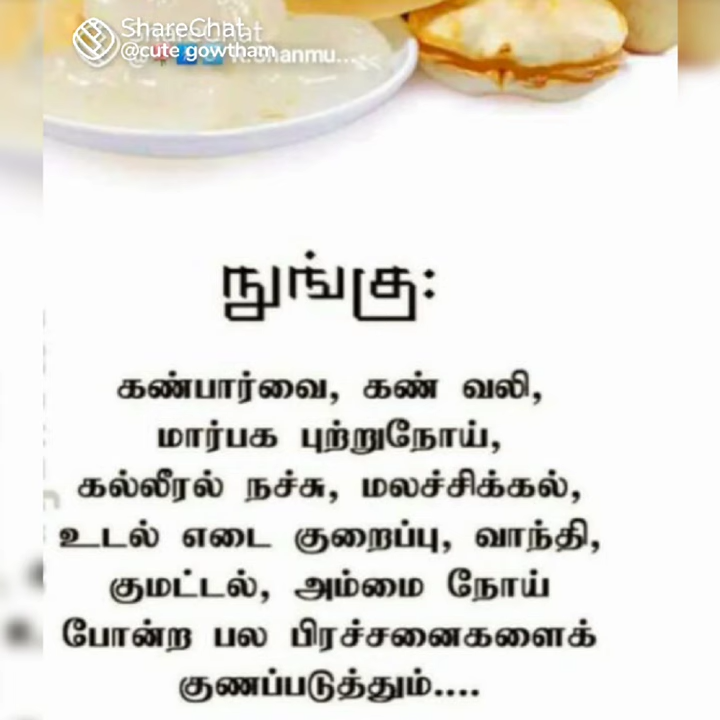 ShareChat
@cute gowtham
நுங்கு:
கண்பார்வை, கண் வலி,
மார்பக புற்றுநோய்,
கல்லீரல் நச்சு, மலச்சிக்கல்,
உடல் எடை குறைப்பு, வாந்தி,
குமட்டல், அம்மை நோய்
போன்ற பல பிரச்சனைகளைக்
குணப்படுத்தும்....